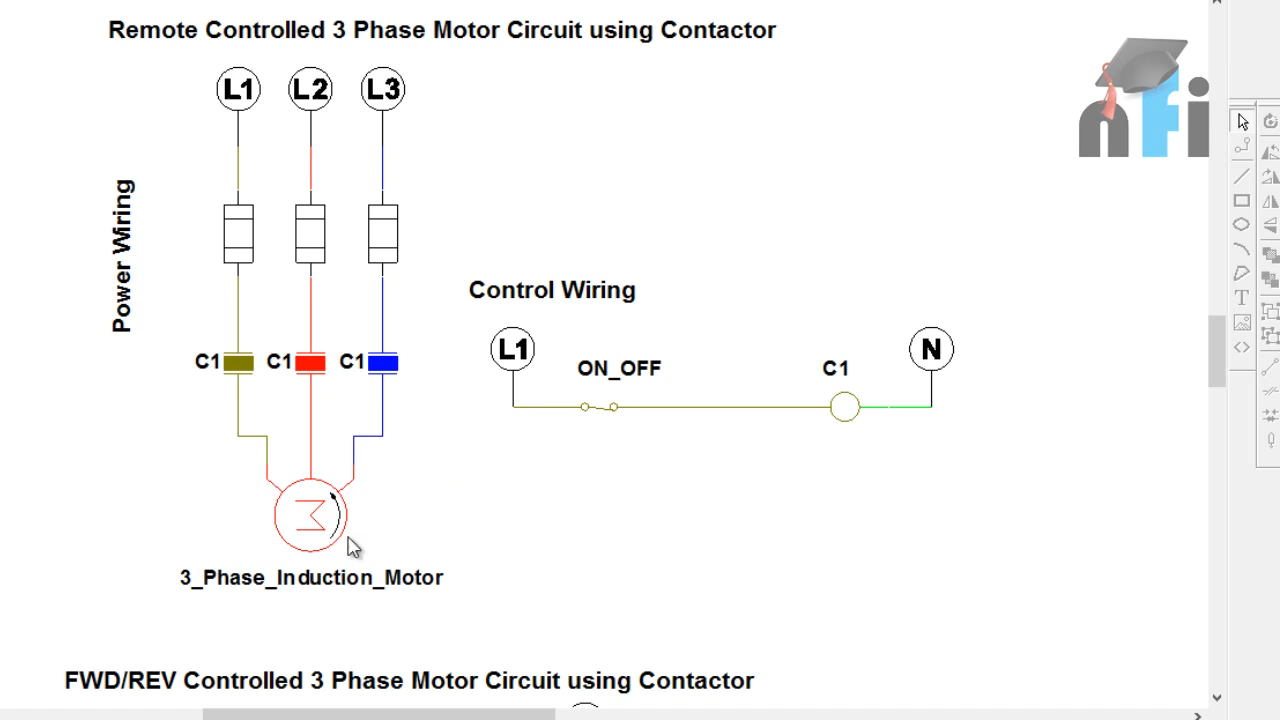 Remote Controlled 3 Phase Motor Circuit using Contactor
L1 L2 L3
nfi
Power Wiring
Control Wiring
L1 N
ON_OFF C1
C1 C1 C1
3_Phase_Induction_Motor
FWD/REV Controlled 3 Phase Motor Circuit using Contactor